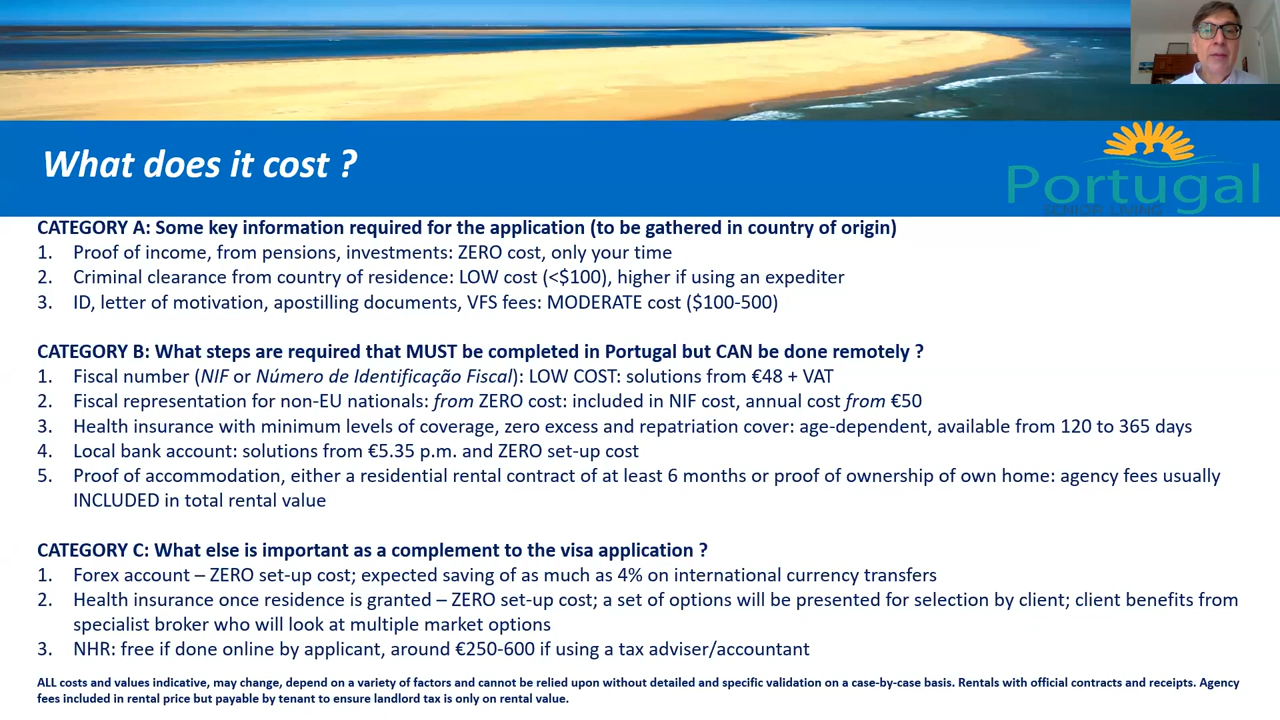 What does it cost ?
Portugal
SENIOR LIVING
CATEGORY A: Some key information required for the application (to be gathered in country of origin)
1. Proof of income, from pensions, investments: ZERO cost, only your time
2. Criminal clearance from country of residence: LOW cost (<$100), higher if using an expediter
3. ID, letter of motivation, apostilling documents, VFS fees: MODERATE cost ($100-500)
CATEGORY B: What steps are required that MUST be completed in Portugal but CAN be done remotely ?
1. Fiscal number (NIF or Número de Identificação Fiscal): LOW COST: solutions from €48 + VAT
2. Fiscal representation for non-EU nationals: from ZERO cost: included in NIF cost, annual cost from €50
3. Health insurance with minimum levels of coverage, zero excess and repatriation cover: age-dependent, available from 120 to 365 days
4. Local bank account: solutions from €5.35 p.m. and ZERO set-up cost
5. Proof of accommodation, either a residential rental contract of at least 6 months or proof of ownership of own home: agency fees usually
INCLUDED in total rental value
CATEGORY C: What else is important as a complement to the visa application ?
1. Forex account – ZERO set-up cost; expected saving of as much as 4% on international currency transfers
2. Health insurance once residence is granted – ZERO set-up cost; a set of options will be presented for selection by client; client benefits from
specialist broker who will look at multiple market options
3. NHR: free if done online by applicant, around €250-600 if using a tax adviser/accountant
ALL costs and values indicative, may change, depend on a variety of factors and cannot be relied upon without detailed and specific validation on a case-by-case basis. Rentals with official contracts and receipts. Agency
fees included in rental price but payable by tenant to ensure landlord tax is only on rental value.